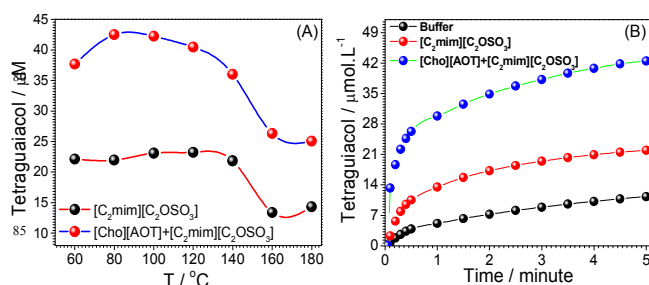 (A)
Tetraguaiacol / µM
45
40
35
30
25
20
15
10
85
[C₂mim][C₂OSO₃]
[Cho][AOT]+[C₂mim][C₂OSO₃]
60 80 100 120 140 160 180
T / °C
(B)
Tetraguiacol / µmol.L⁻¹
49
42
35
28
21
14
7
0
Buffer
[C₂mim][C₂OSO₃]
[Cho][AOT]+[C₂mim][C₂OSO₃]
0 1 2 3 4 5
Time / minute